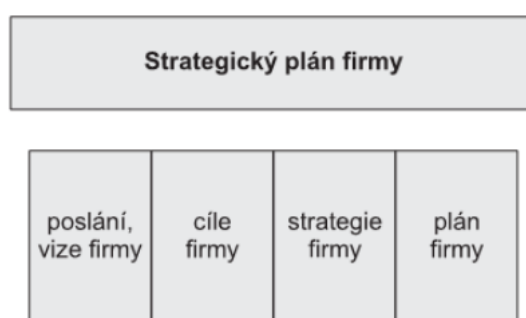 Strategický plán firmy
poslání,
vize firmy
cíle
firmy
strategie
firmy
plán
firmy